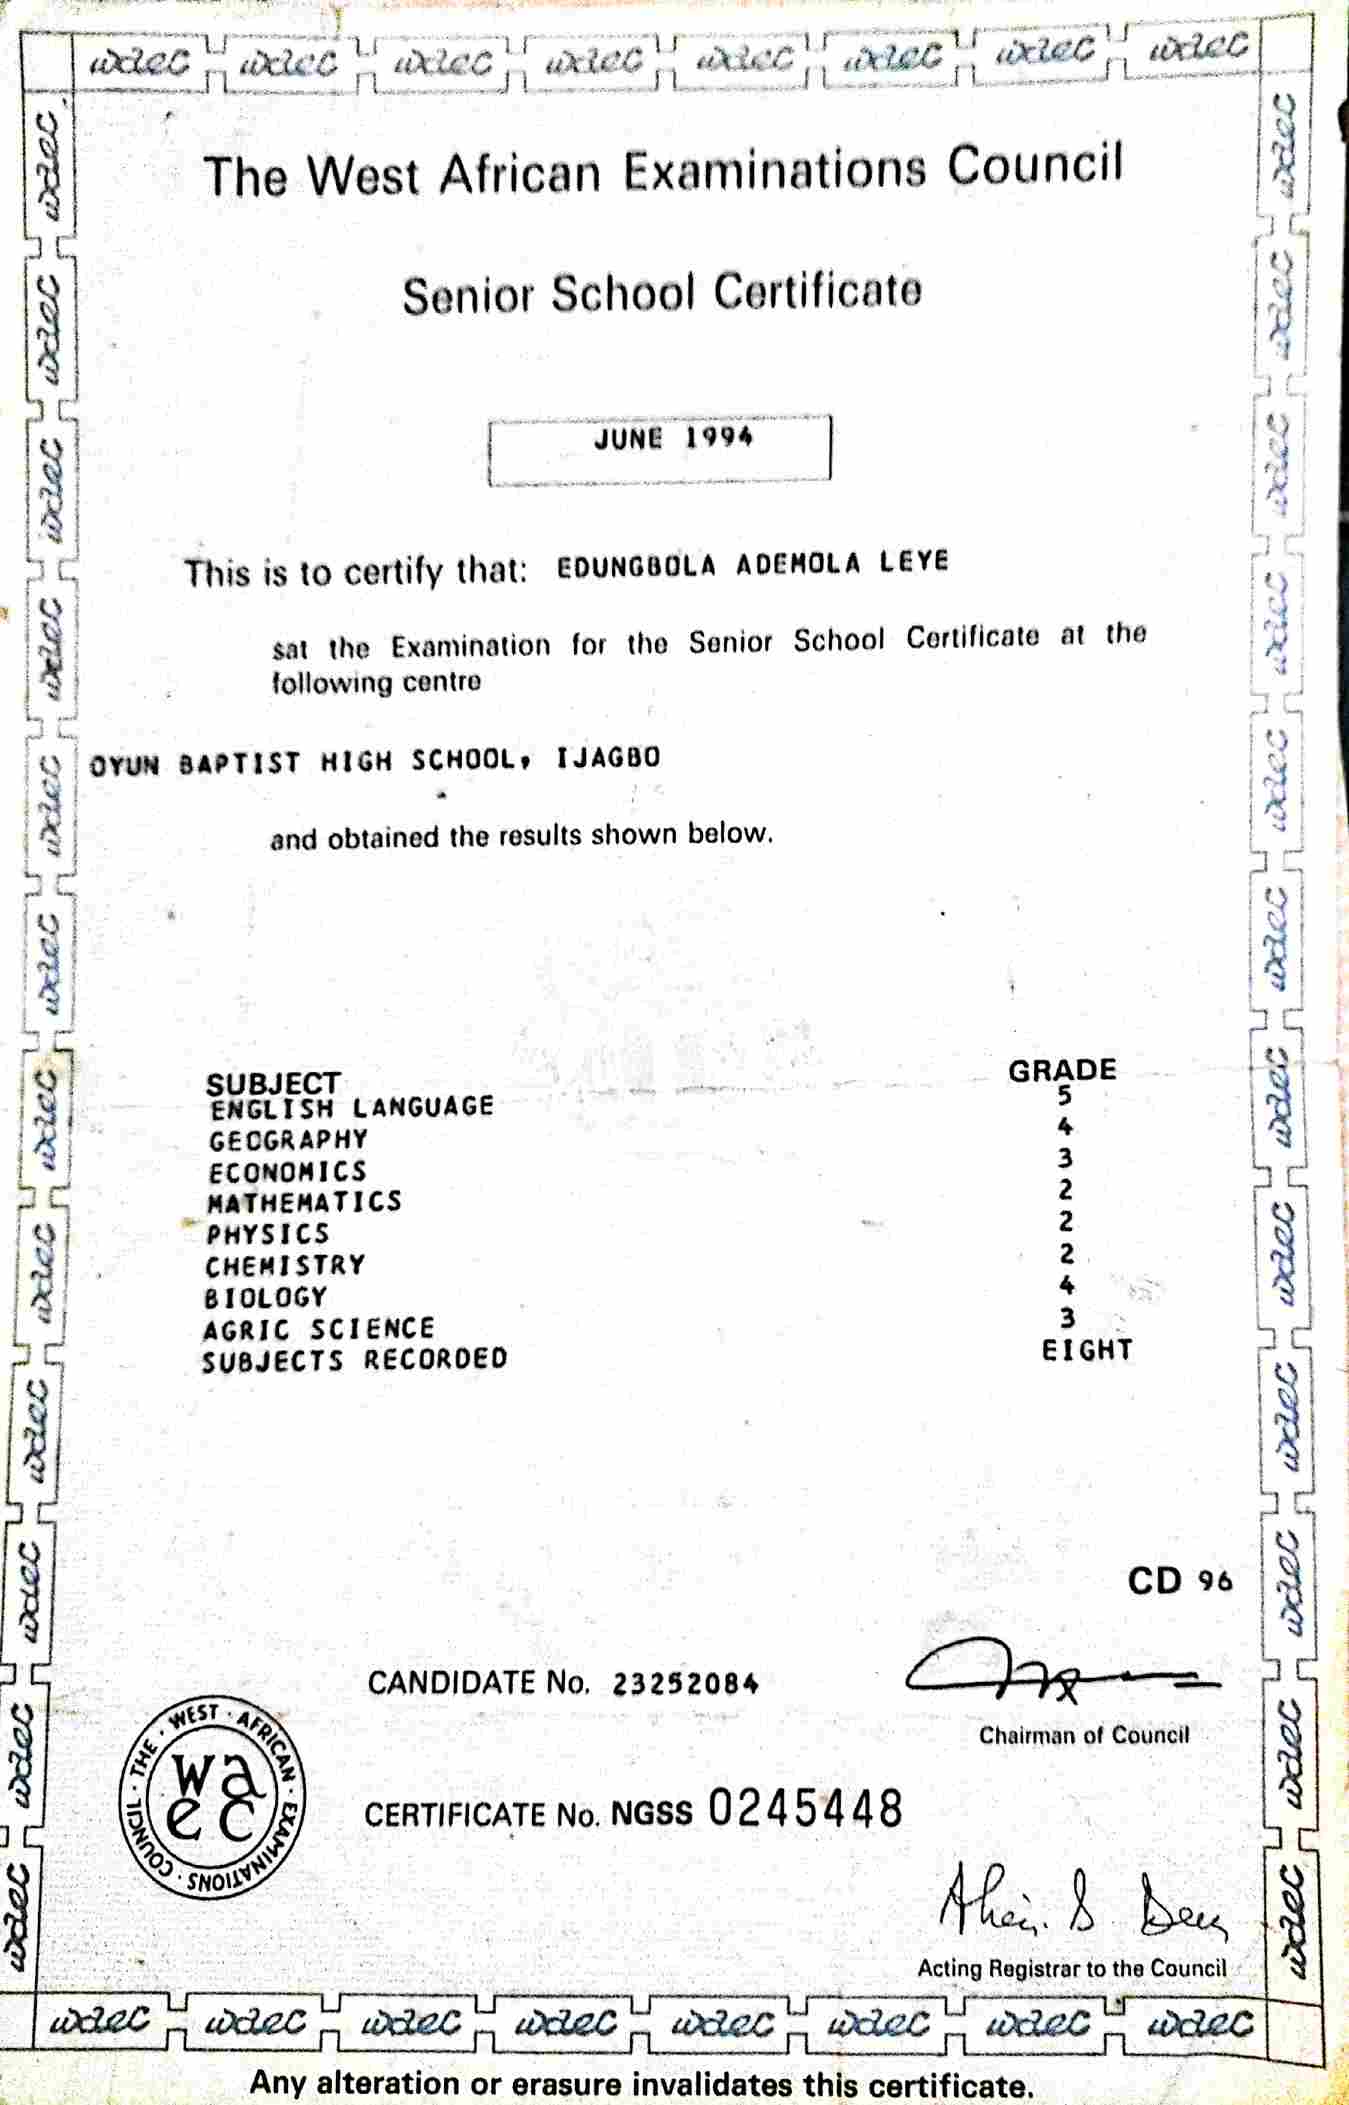 waec waec waec waec waec waec waec waec
The West African Examinations Council
Senior School Certificate
JUNE 1994
This is to certify that: EDUNGBOLA ADEMOLA LEYE
sat the Examination for the Senior School Certificate at the
following centre
OYUN BAPTIST HIGH SCHOOL, IJAGBO
and obtained the results shown below.
SUBJECT GRADE
ENGLISH LANGUAGE 5
GEOGRAPHY 4
ECONOMICS 3
MATHEMATICS 2
PHYSICS 2
CHEMISTRY 2
BIOLOGY 4
AGRIC SCIENCE 3
SUBJECTS RECORDED EIGHT
CD 96
CANDIDATE No. 23252084
Chairman of Council
THE · WEST · AFRICAN · EXAMINATIONS · COUNCIL ·
wa
ec
CERTIFICATE No. NGSS 0245448
Acting Registrar to the Council
waec waec waec waec waec waec waec waec
Any alteration or erasure invalidates this certificate.